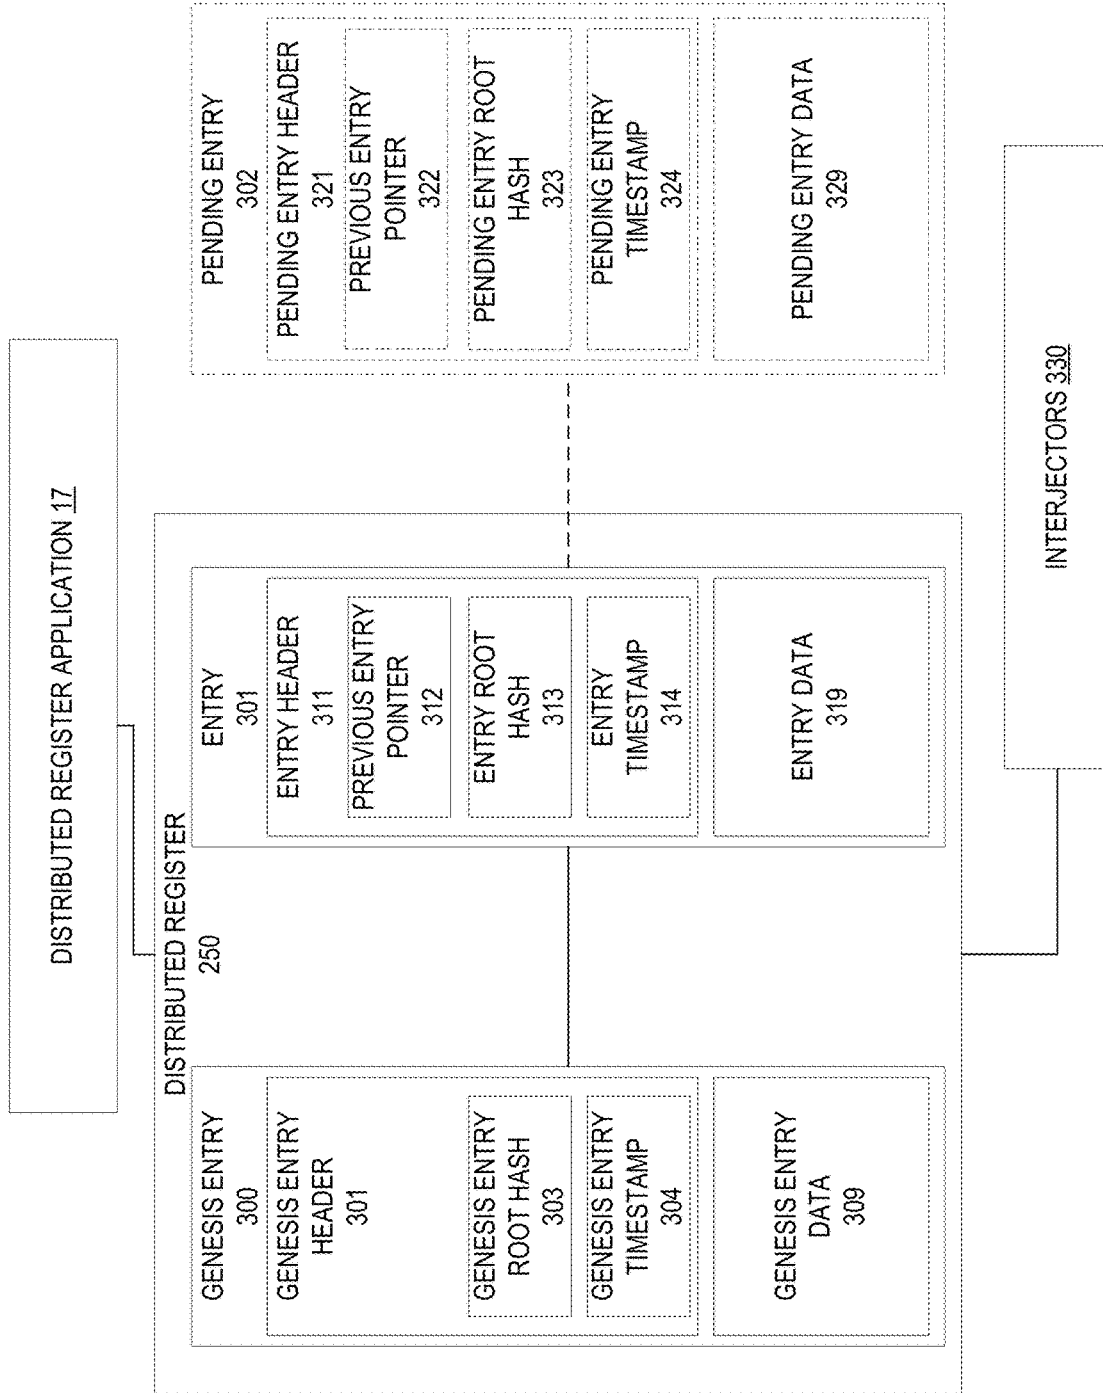 DISTRIBUTED REGISTER APPLICATION 17
DISTRIBUTED REGISTER
250
GENESIS ENTRY
300
GENESIS ENTRY
HEADER
301
GENESIS ENTRY
ROOT HASH
303
GENESIS ENTRY
TIMESTAMP
304
GENESIS ENTRY
DATA
309
ENTRY
301
ENTRY HEADER
311
PREVIOUS ENTRY
POINTER
312
ENTRY ROOT
HASH
313
ENTRY
TIMESTAMP
314
ENTRY DATA
319
PENDING ENTRY
302
PENDING ENTRY HEADER
321
PREVIOUS ENTRY
POINTER
322
PENDING ENTRY ROOT
HASH
323
PENDING ENTRY
TIMESTAMP
324
PENDING ENTRY DATA
329
INTERJECTORS 330